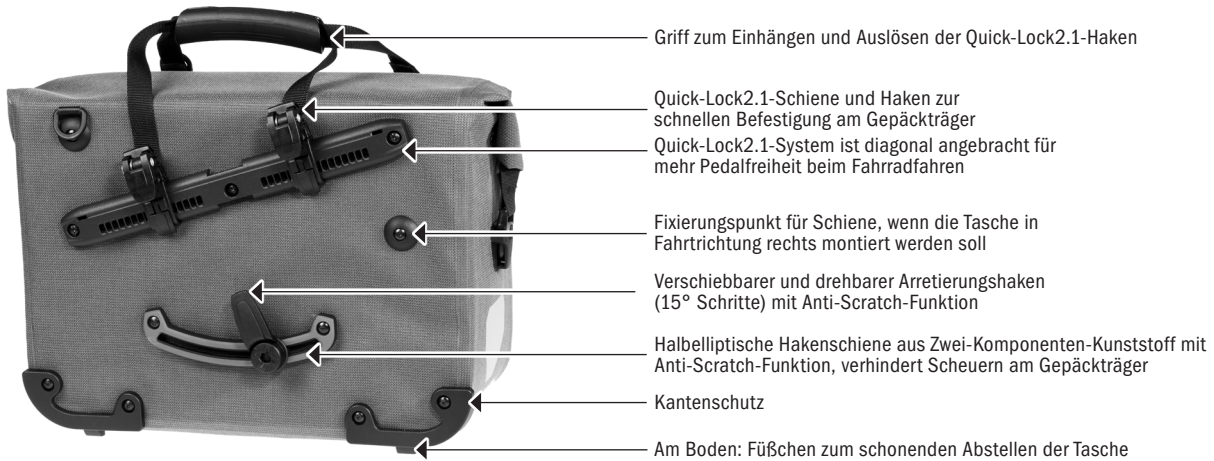 Griff zum Einhängen und Auslösen der Quick-Lock2.1-Haken
Quick-Lock2.1-Schiene und Haken zur
schnellen Befestigung am Gepäckträger
Quick-Lock2.1-System ist diagonal angebracht für
mehr Pedalfreiheit beim Fahrradfahren
Fixierungspunkt für Schiene, wenn die Tasche in
Fahrtrichtung rechts montiert werden soll
Verschiebbarer und drehbarer Arretierungshaken
(15° Schritte) mit Anti-Scratch-Funktion
Halbelliptische Hakenschiene aus Zwei-Komponenten-Kunststoff mit
Anti-Scratch-Funktion, verhindert Scheuern am Gepäckträger
Kantenschutz
Am Boden: Füßchen zum schonenden Abstellen der Tasche